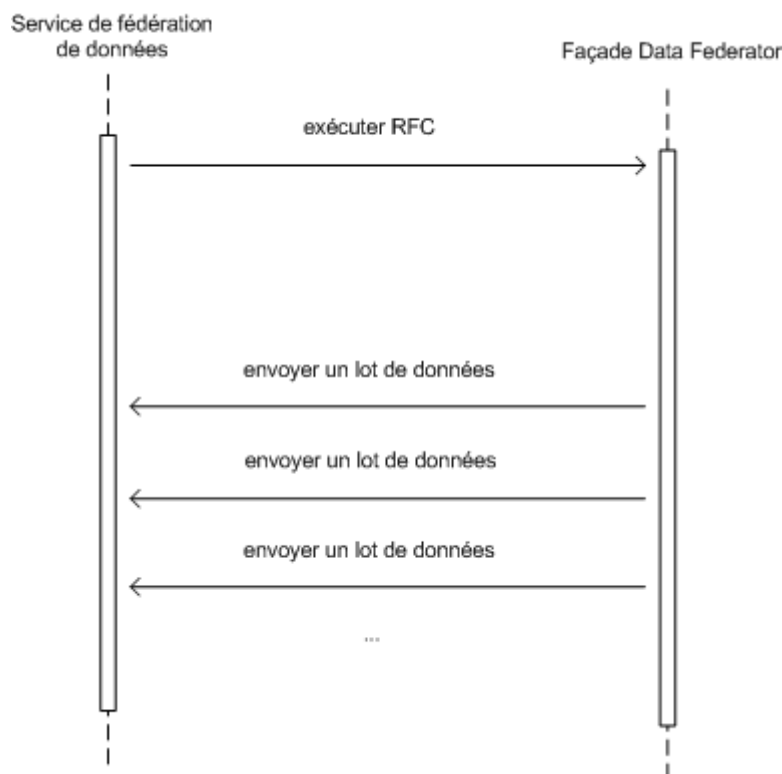 Service de fédération
de données
Façade Data Federator
exécuter RFC
envoyer un lot de données
envoyer un lot de données
envoyer un lot de données
...